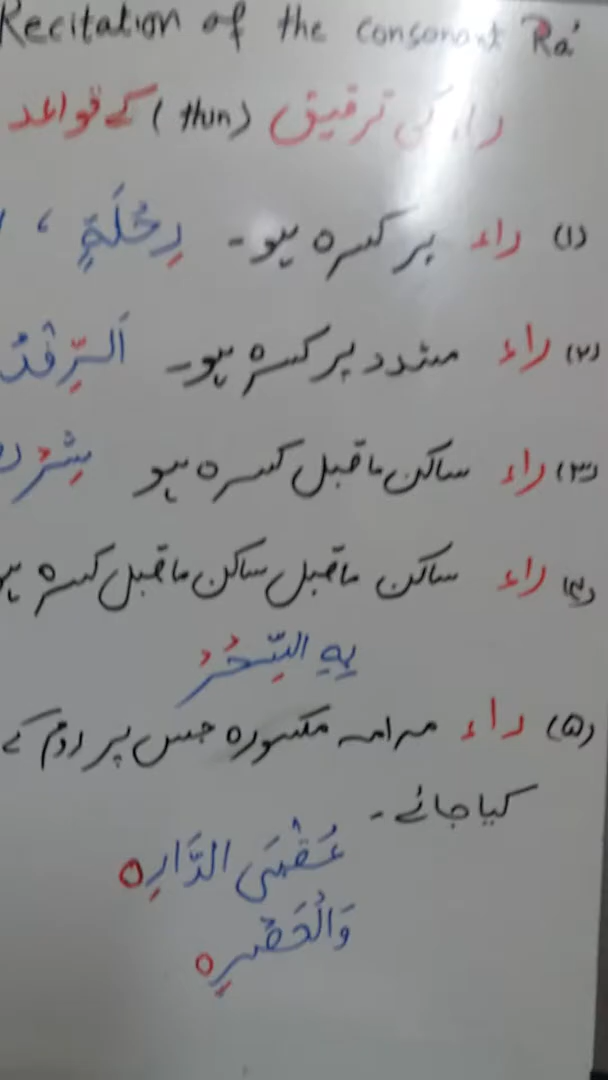 Recitation of the consonant Ra'
راء کی ترقیق (thin) کے قواعد
(۱) راء پر کسرہ ہو۔ رِحْلَةٍ ،
(۲) راء مشدد پر کسرہ ہو۔ اَلرِّفْدُ
(۳) راء ساکن ماقبل کسرہ ہو
(۴) راء ساکن ماقبل ساکن ماقبل کسرہ
بِهِ السِّحْرُ
(۵) راء مرامہ مکسورہ جس پر روم کے
کیا جائے۔
عُقْبَى الدَّارِ o
وَالْعَصْرِ o